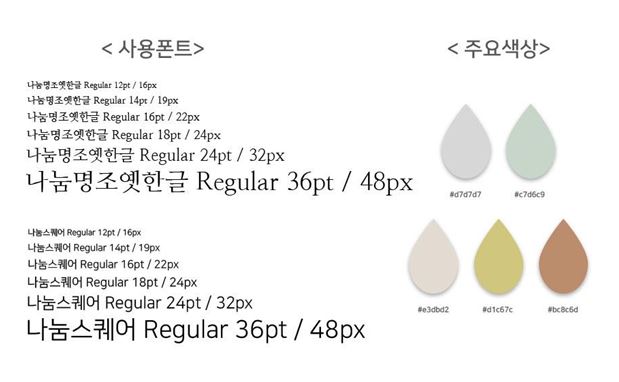 < 사용폰트>
나눔명조옛한글 Regular 12pt / 16px
나눔명조옛한글 Regular 14pt / 19px
나눔명조옛한글 Regular 16pt / 22px
나눔명조옛한글 Regular 18pt / 24px
나눔명조옛한글 Regular 24pt / 32px
나눔명조옛한글 Regular 36pt / 48px
나눔스퀘어 Regular 12pt / 16px
나눔스퀘어 Regular 14pt / 19px
나눔스퀘어 Regular 16pt / 22px
나눔스퀘어 Regular 18pt / 24px
나눔스퀘어 Regular 24pt / 32px
나눔스퀘어 Regular 36pt / 48px
< 주요색상>
#d7d7d7 #c7d6c9
#e3dbd2 #d1c67c #bc8c6d